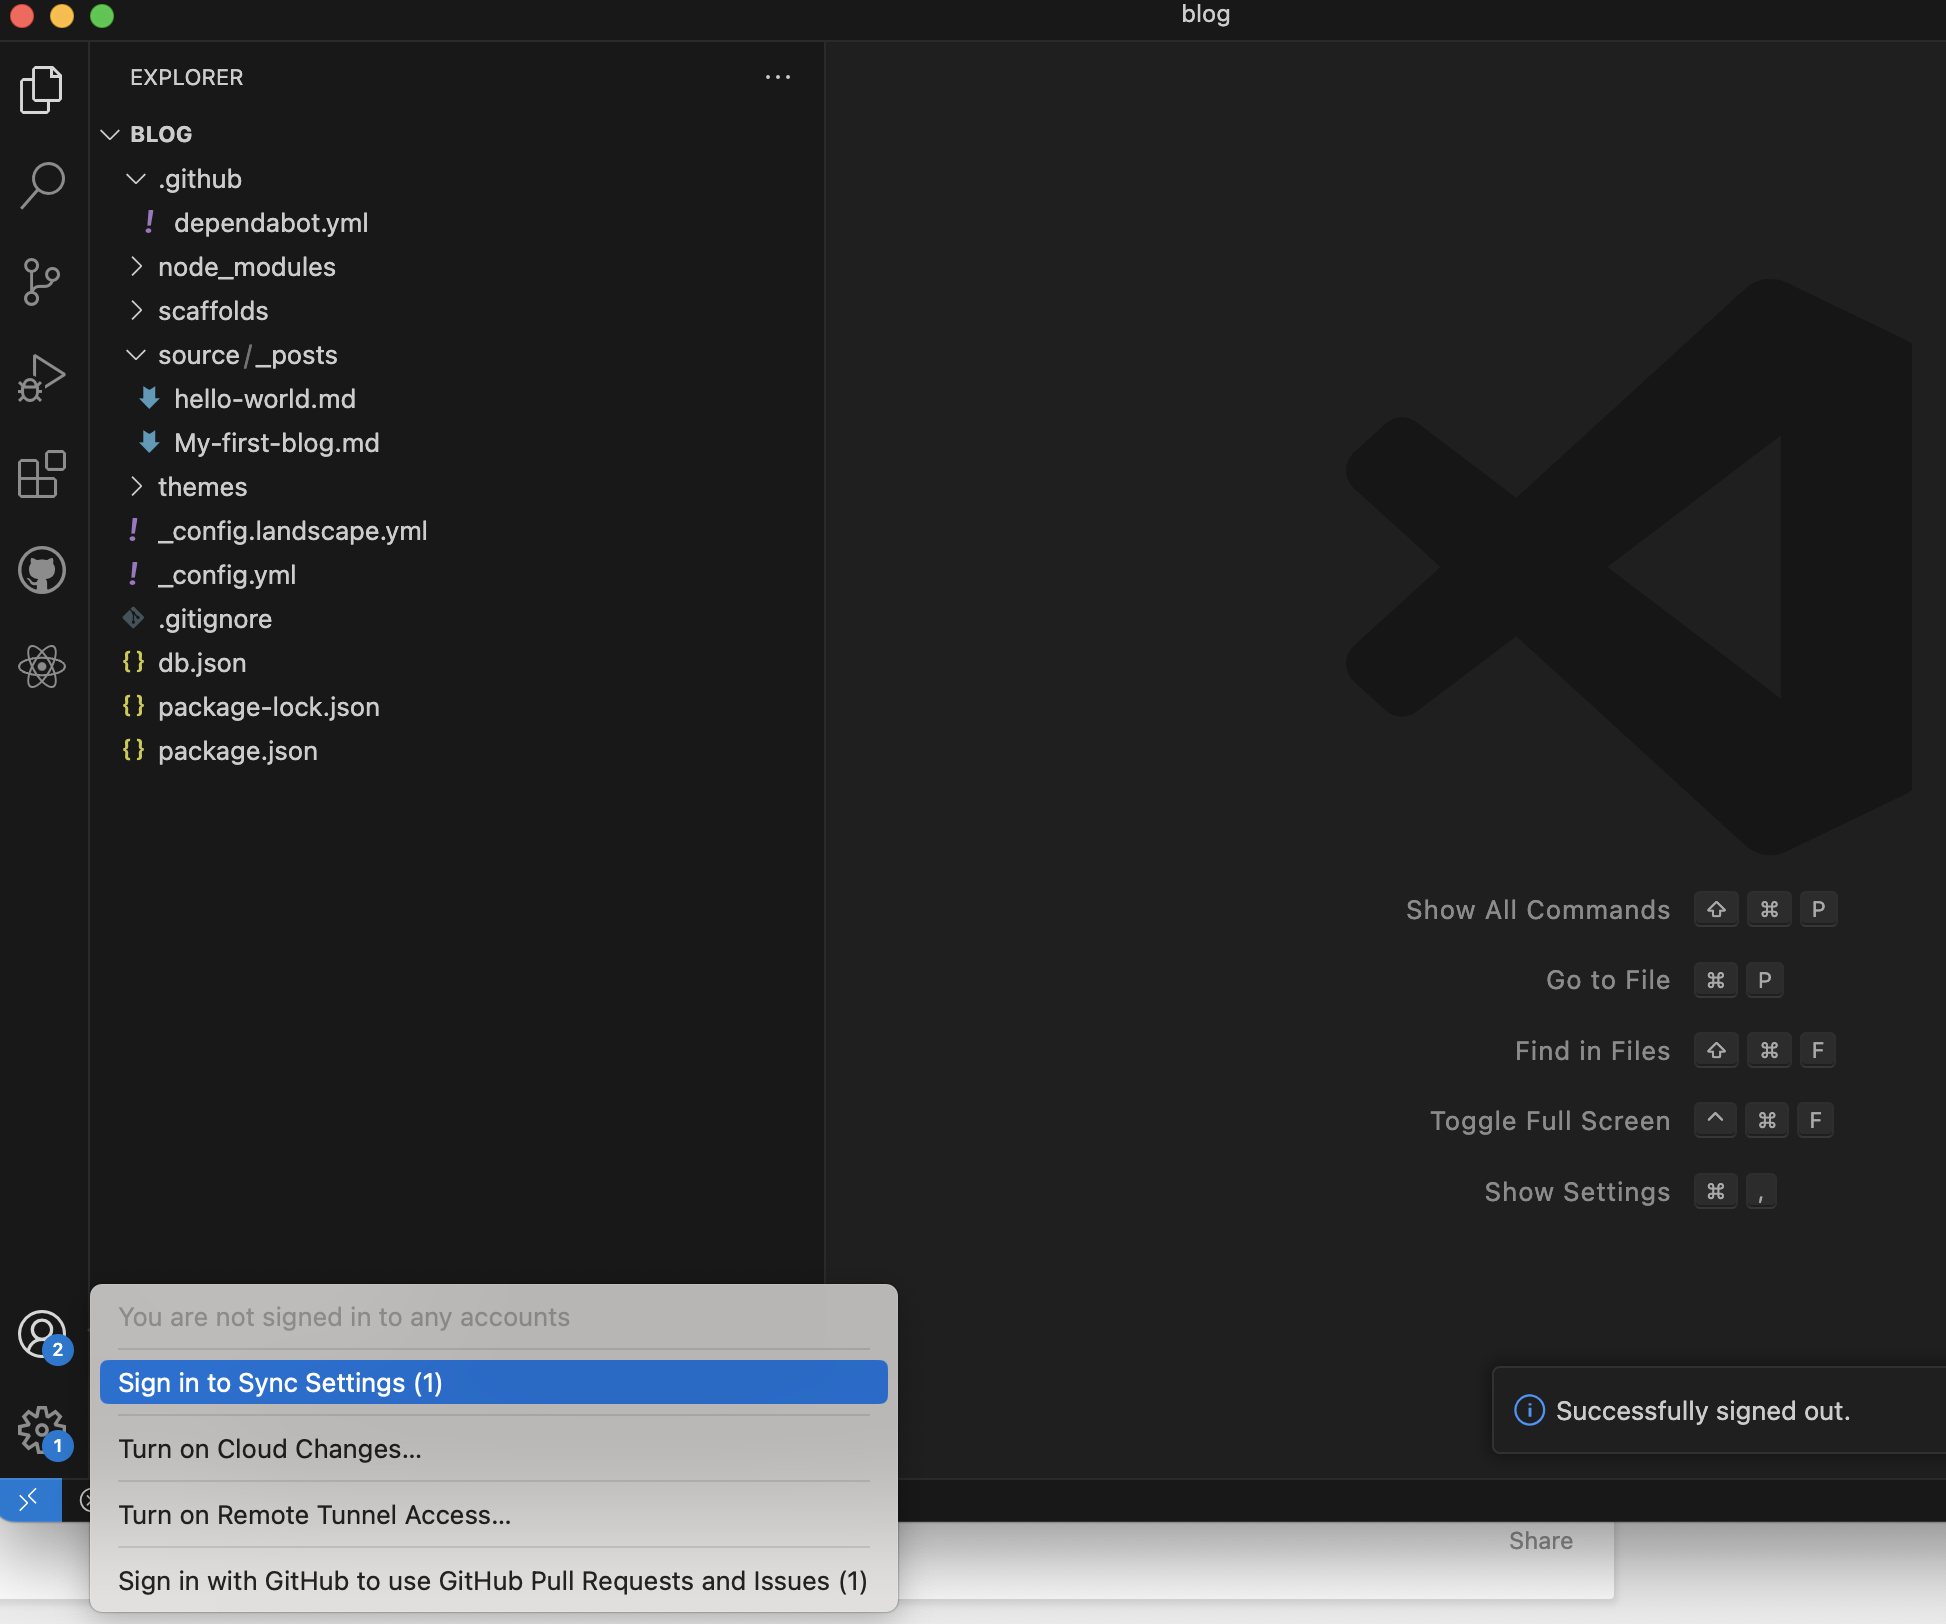 blog
EXPLORER
BLOG
.github
! dependabot.yml
node_modules
scaffolds
source/_posts
hello-world.md
My-first-blog.md
themes
! _config.landscape.yml
! _config.yml
.gitignore
{} db.json
{} package-lock.json
{} package.json
Show All Commands ⇧ ⌘ P
Go to File ⌘ P
Find in Files ⇧ ⌘ F
Toggle Full Screen ^ ⌘ F
Show Settings ⌘ ,
2
1
You are not signed in to any accounts
Sign in to Sync Settings (1)
Turn on Cloud Changes...
Turn on Remote Tunnel Access...
Sign in with GitHub to use GitHub Pull Requests and Issues (1)
Successfully signed out.
Share